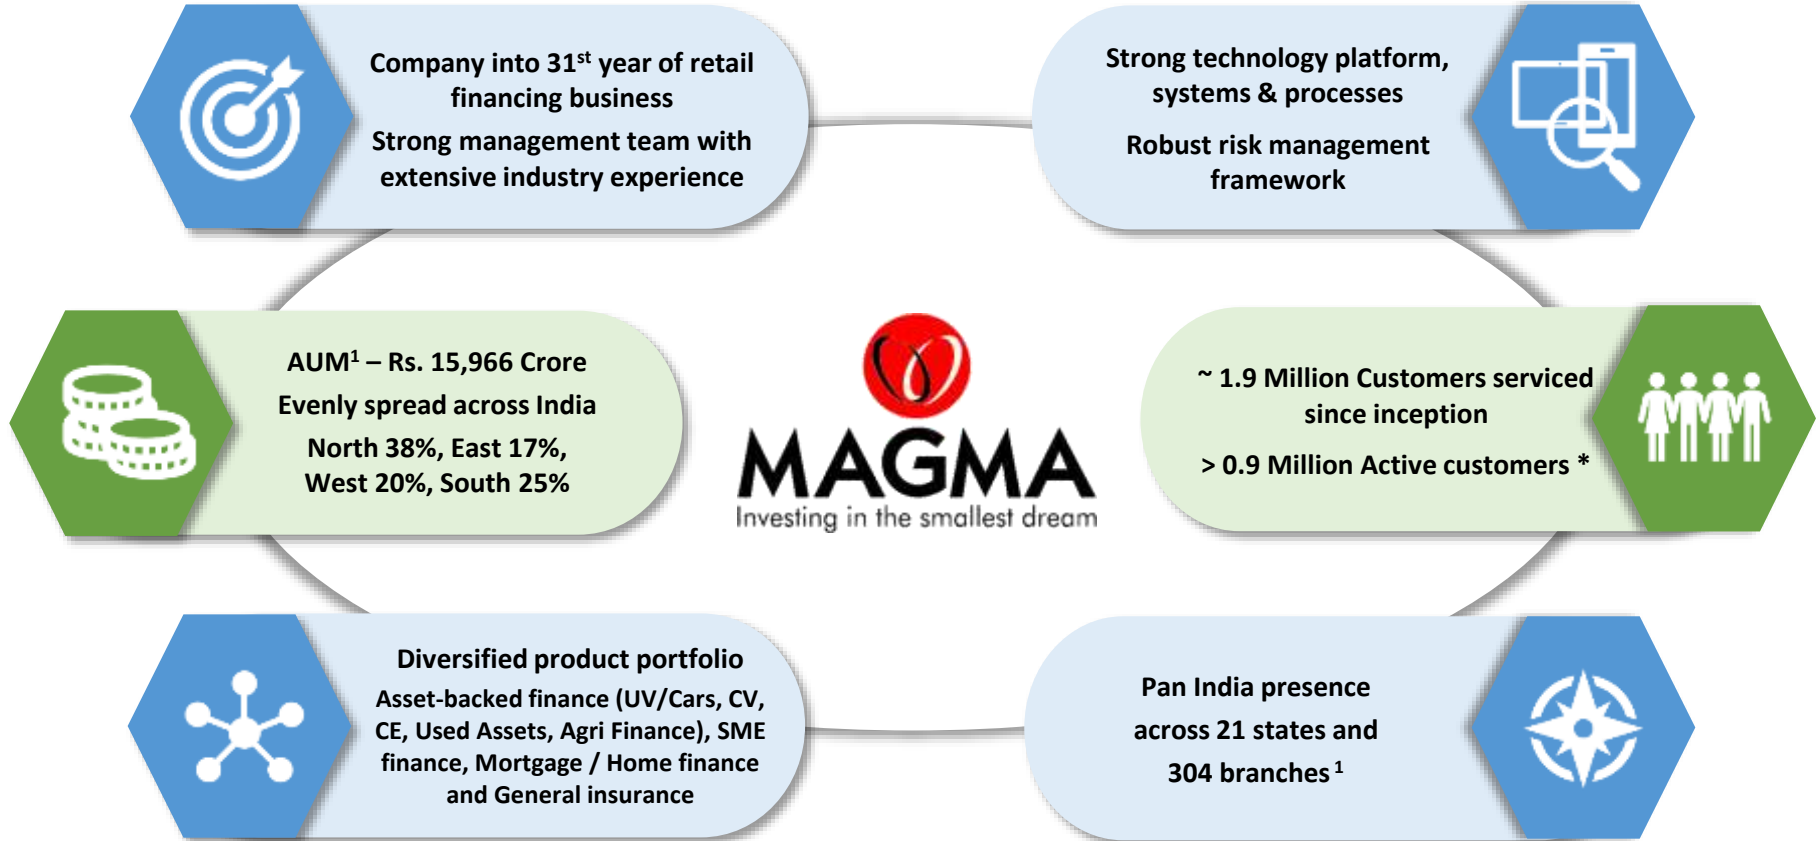 Company into 31st year of retail
financing business
Strong management team with
extensive industry experience
Strong technology platform,
systems & processes
Robust risk management
framework
AUM1 – Rs. 15,966 Crore
Evenly spread across India
North 38%, East 17%,
West 20%, South 25%
MAGMA
Investing in the smallest dream
~ 1.9 Million Customers serviced
since inception
> 0.9 Million Active customers *
Diversified product portfolio
Asset-backed finance (UV/Cars, CV,
CE, Used Assets, Agri Finance), SME
finance, Mortgage / Home finance
and General insurance
Pan India presence
across 21 states and
304 branches 1